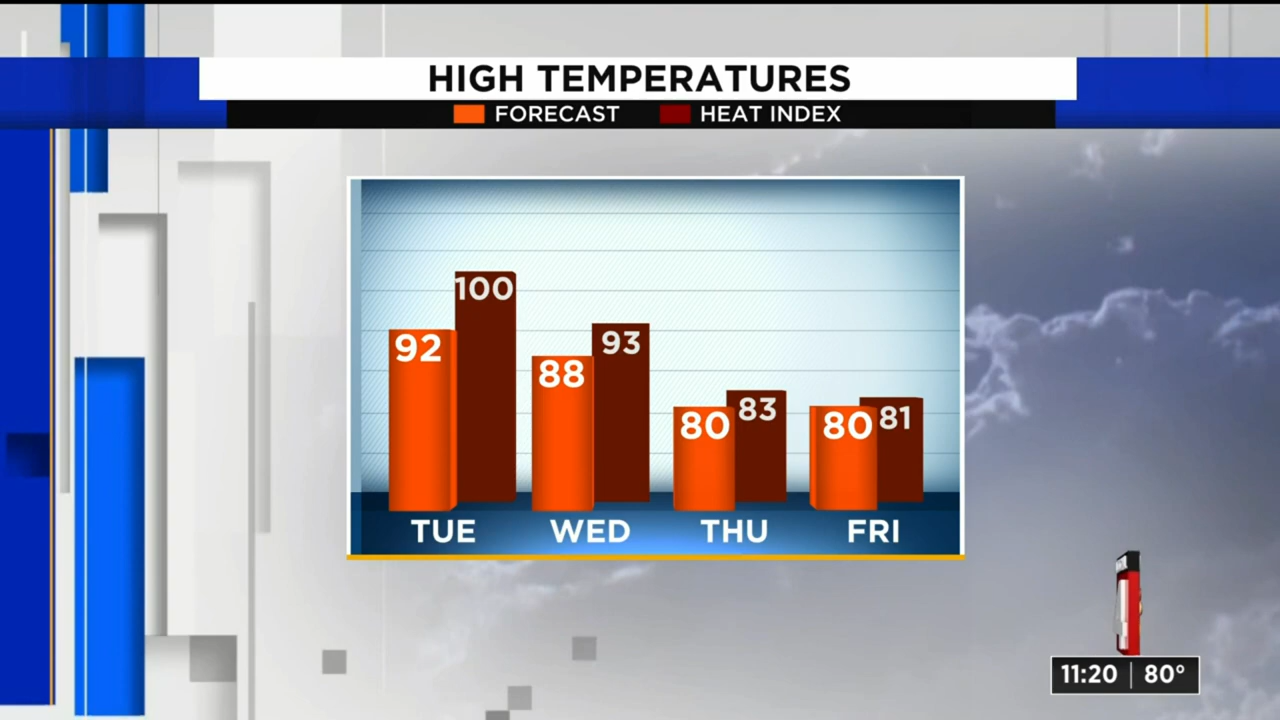 HIGH TEMPERATURES
FORECAST HEAT INDEX
92 100 88 93 80 83 80 81
TUE WED THU FRI
11:20 80°